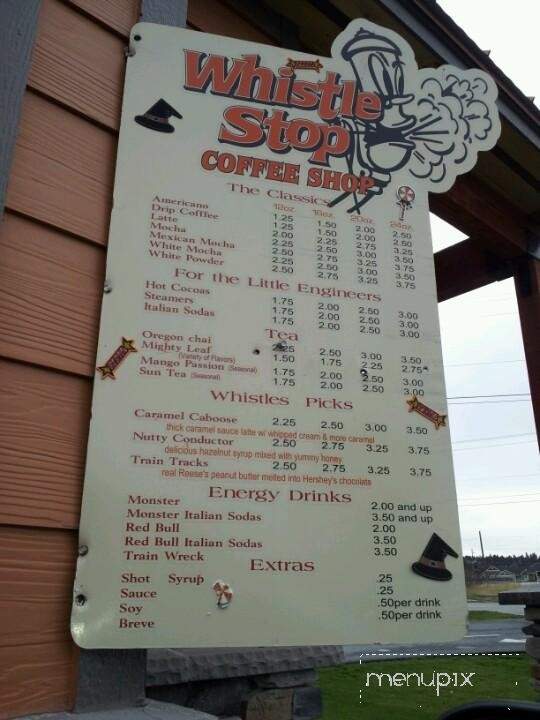 Whistle
Stop
COFFEE SHOP
The Classics
12oz. 16oz. 20oz. 24oz.
Americano 1.25 1.50 2.00 2.50
Drip Cofflee 1.25 1.50 2.00 2.50
Latte 2.00 2.25 2.75 3.25
Mocha 2.25 2.50 3.00 3.50
Mexican Mocha 2.50 2.75 3.25 3.75
White Mocha 2.25 2.50 3.00 3.50
White Powder 2.50 2.75 3.25 3.75
For the Little Engineers
Hot Cocoas 1.75 2.00 2.50 3.00
Steamers 1.75 2.00 2.50 3.00
Italian Sodas 1.75 2.00 2.50 3.00
Tea
Oregon chai 2.50 3.00 3.50
Mighty Leaf 1.50 1.75 2.25 2.75
(Variety of Flavors)
Mango Passion (Seasonal) 1.75 2.00 2.50 3.00
Sun Tea (Seasonal) 1.75 2.00 2.50 3.00
Whistles Picks
Caramel Caboose 2.25 2.50 3.00 3.50
thick caramel sauce latte w/ whipped cream & more caramel
Nutty Conductor 2.50 2.75 3.25 3.75
delicious hazelnut syrup mixed with yummy honey
Train Tracks 2.50 2.75 3.25 3.75
real Reese's peanut butter melted into Hershey's chocolate
Energy Drinks
Monster 2.00 and up
Monster Italian Sodas 3.50 and up
Red Bull 2.00
Red Bull Italian Sodas 3.50
Train Wreck 3.50
Extras
Shot Syrup .25
Sauce .25
Soy .50per drink
Breve .50per drink
menupix